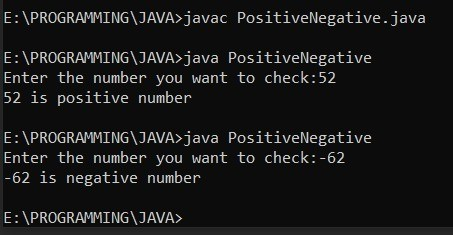 E:\PROGRAMMING\JAVA>javac PositiveNegative.java
E:\PROGRAMMING\JAVA>java PositiveNegative
Enter the number you want to check:52
52 is positive number
E:\PROGRAMMING\JAVA>java PositiveNegative
Enter the number you want to check:-62
-62 is negative number
E:\PROGRAMMING\JAVA>